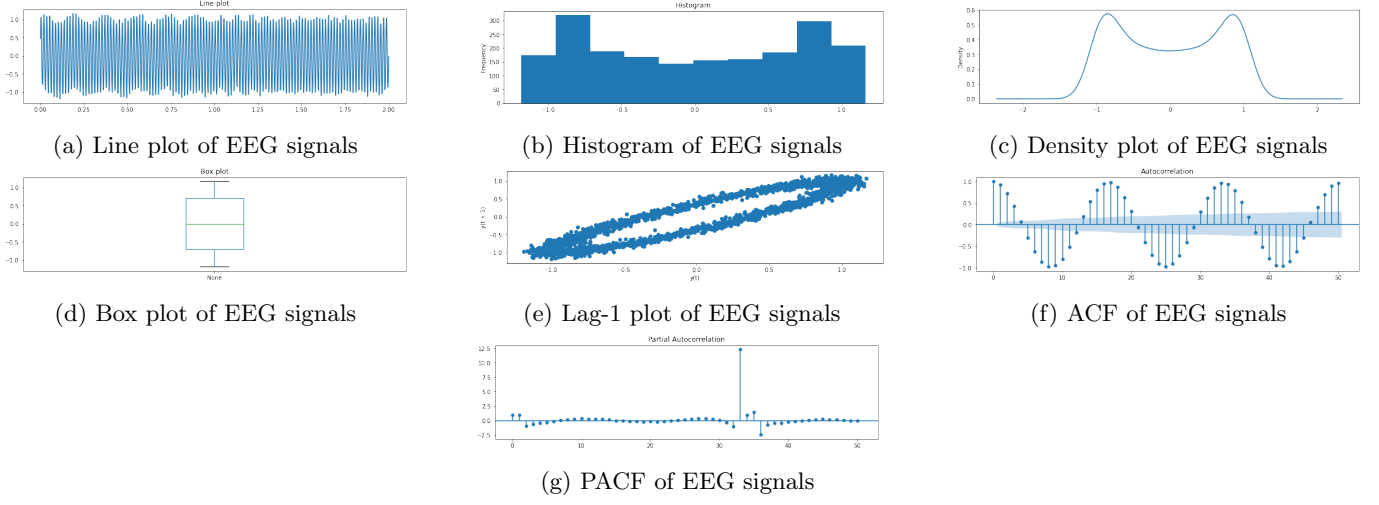 Line plot
1.0
0.5
0.0
−0.5
−1.0
0.00 0.25 0.50 0.75 1.00 1.25 1.50 1.75 2.00
(a) Line plot of EEG signals
Histogram
Frequency
300
250
200
150
100
50
0
−1.0 −0.5 0.0 0.5 1.0
(b) Histogram of EEG signals
Density
0.6
0.5
0.4
0.3
0.2
0.1
0.0
−2 −1 0 1 2
(c) Density plot of EEG signals
Box plot
1.0
0.5
0.0
−0.5
−1.0
None
(d) Box plot of EEG signals
y(t + 1)
1.0
0.5
0.0
−0.5
−1.0
−1.0 −0.5 0.0 0.5 1.0
y(t)
(e) Lag-1 plot of EEG signals
Autocorrelation
1.0
0.5
0.0
−0.5
−1.0
0 10 20 30 40 50
(f) ACF of EEG signals
Partial Autocorrelation
12.5
10.0
7.5
5.0
2.5
0.0
−2.5
0 10 20 30 40 50
(g) PACF of EEG signals